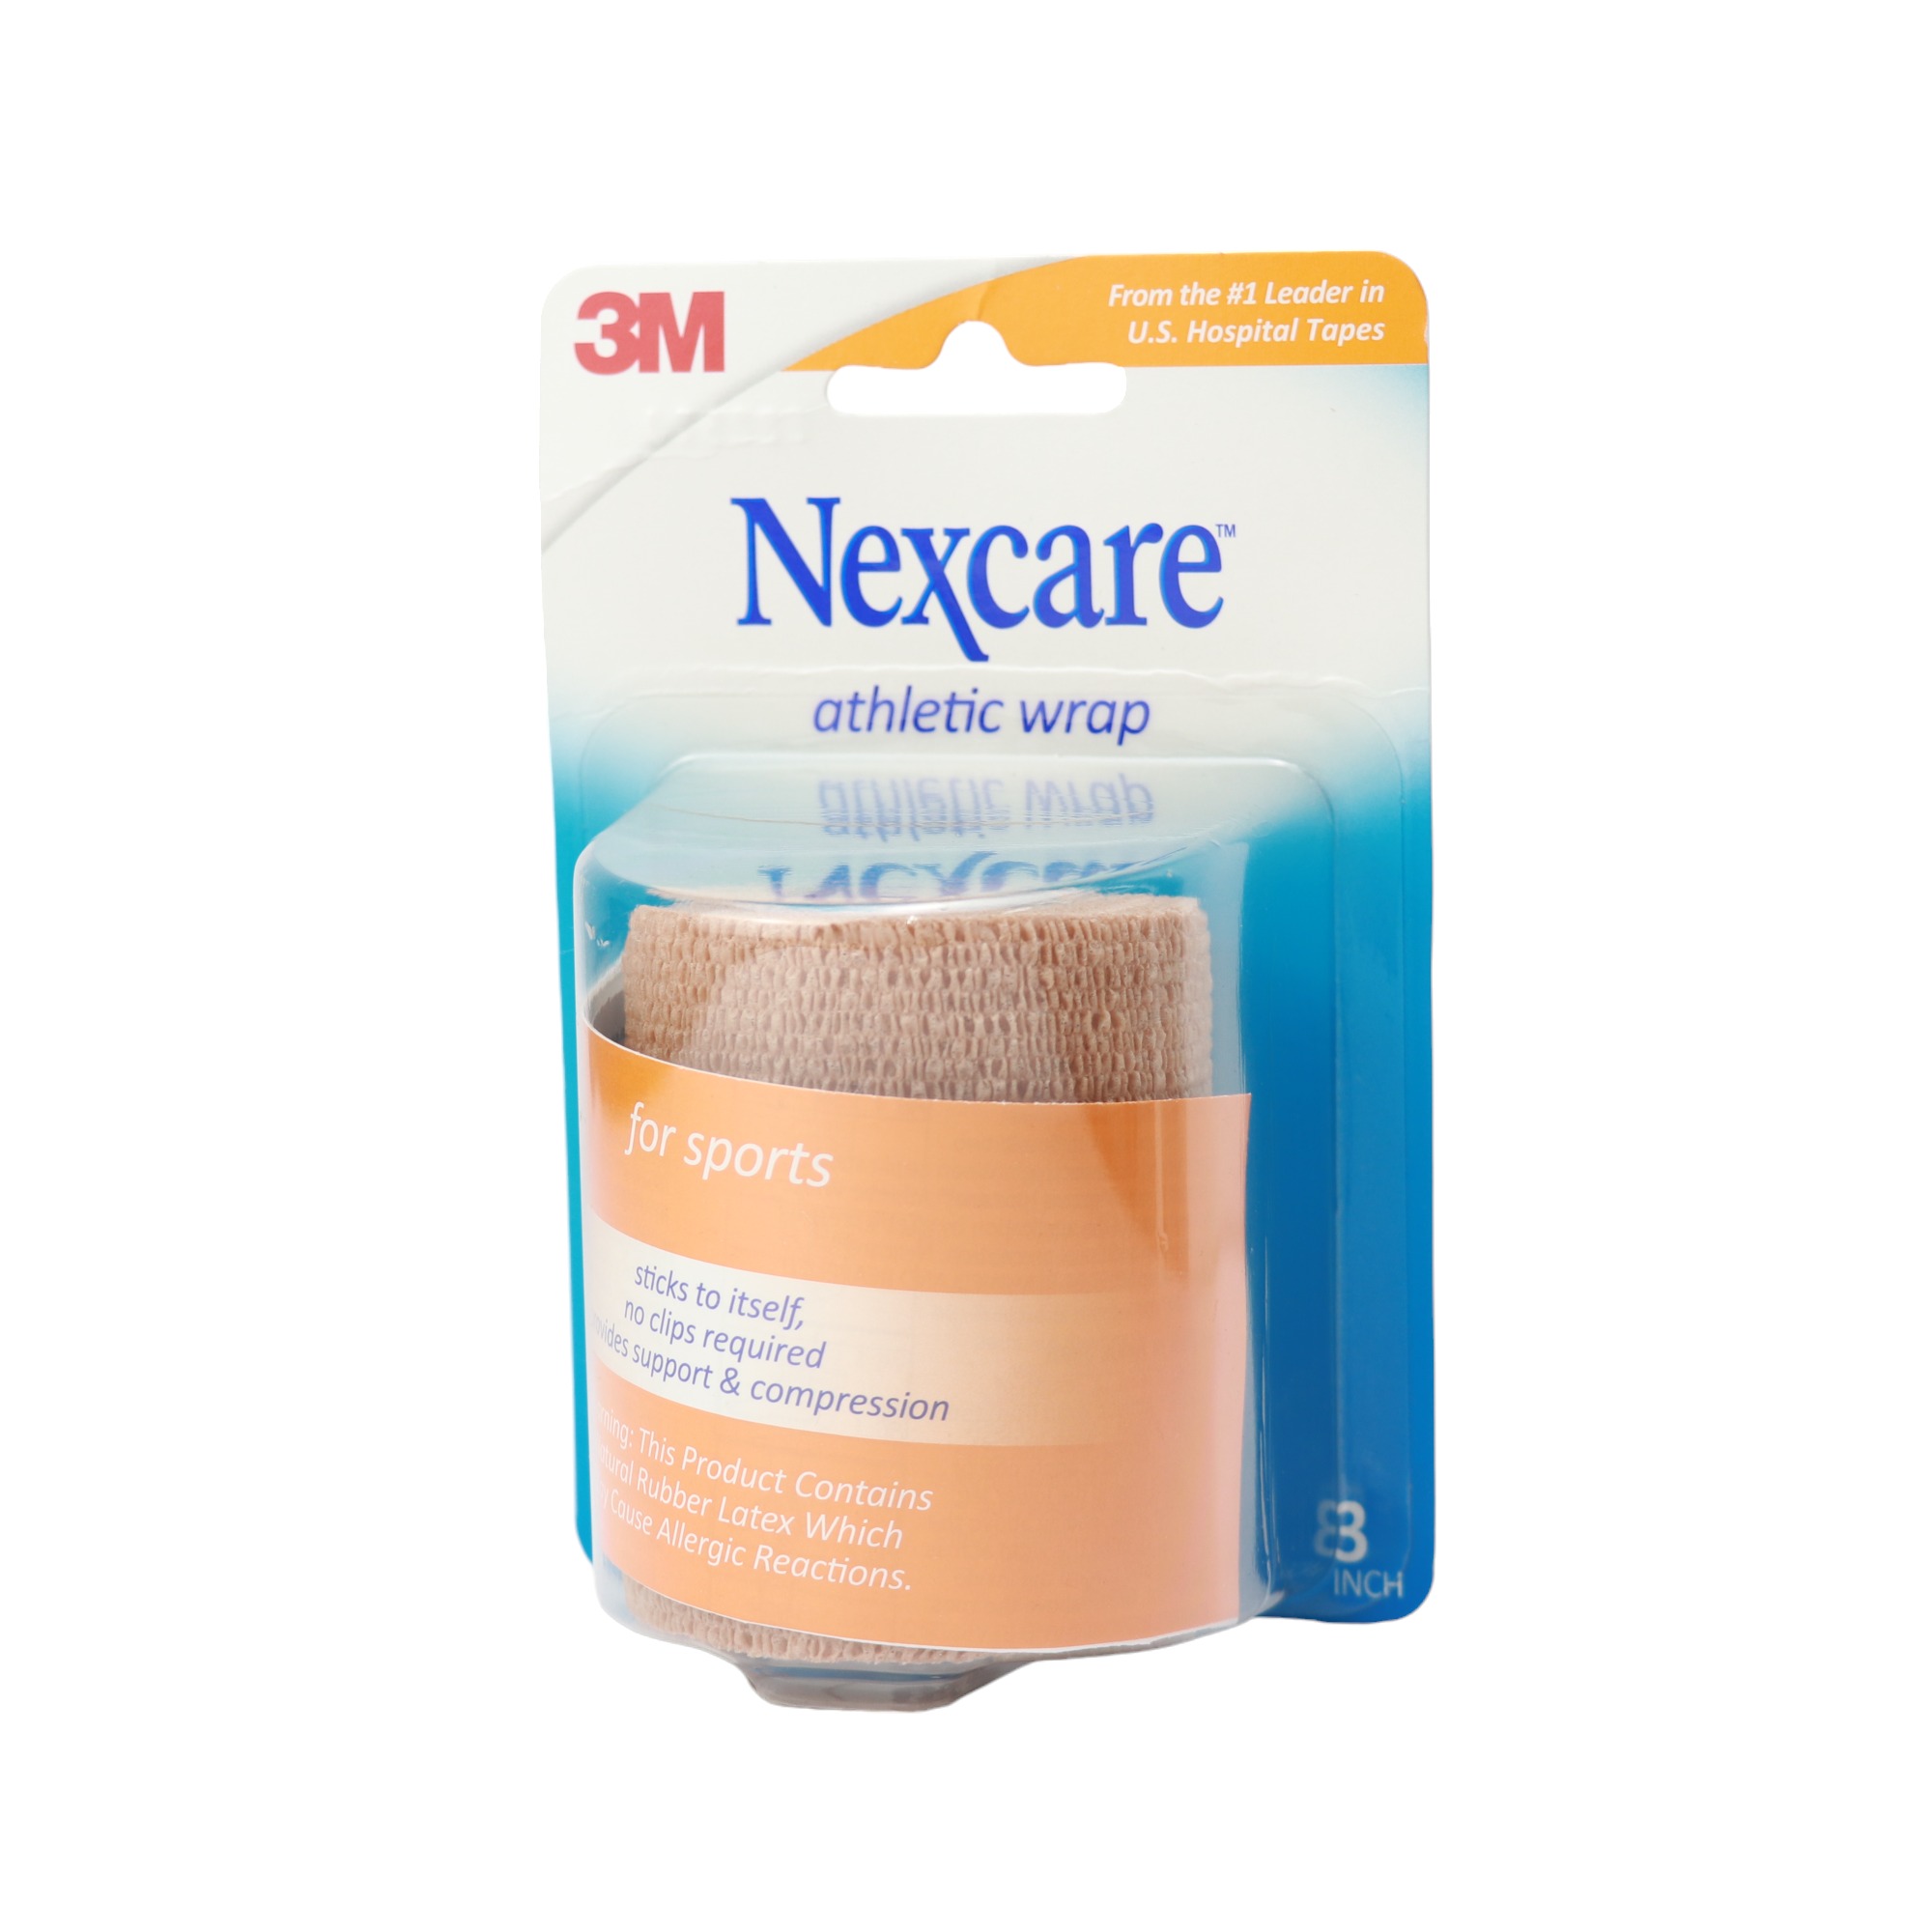 3M
From the #1 Leader in
U.S. Hospital Tapes
Nexcare™
athletic wrap
for sports
sticks to itself,
no clips required
support & compression
This Product Contains
Rubber Latex Which
Cause Allergic Reactions.
3
INCH